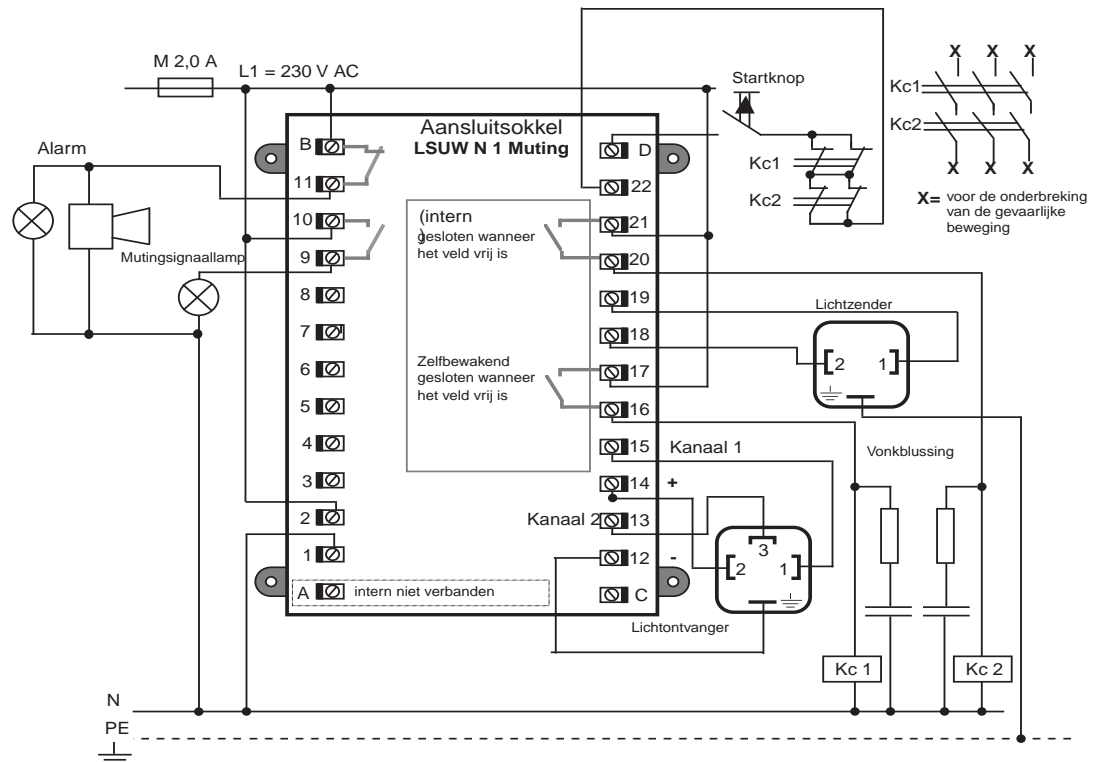 M 2,0 A
L1 = 230 V AC
Alarm
Mutingsignaallamp
Aansluitsokkel
LSUW N 1 Muting
B
11
10
9
8
7
6
5
4
3
2
1
A
intern niet verbanden
(intern
)
gesloten wanneer
het veld vrij is
Zelfbewakend
gesloten wanneer
het veld vrij is
D
22
21
20
19
18
17
16
15
14
13
12
C
Kanaal 1
+
Kanaal 2
-
Startknop
Kc1
Kc2
X X X
Kc1
Kc2
X X X
X= voor de onderbreking
van de gevaarlijke
beweging
Lichtzender
2 1
Vonkblussing
3
2 1
Lichtontvanger
Kc 1
Kc 2
N
PE